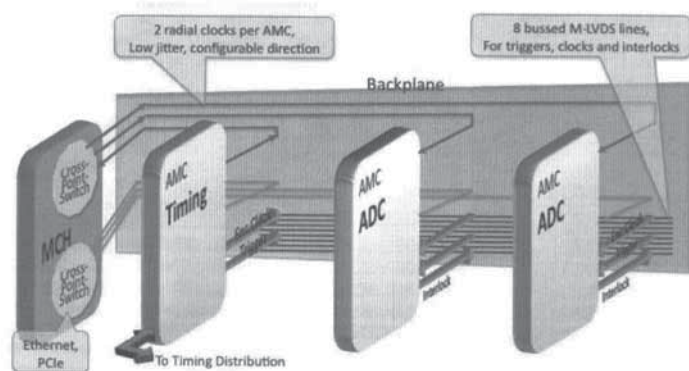 2 radial clocks per AMC,
Low jitter, configurable direction
8 bussed M-LVDS lines,
For triggers, clocks and interlocks
Backplane
Cross-
Point-
Switch
MCH
Cross-
Point-
Switch
Ethernet,
PCIe
AMC
Timing
Triggers
To Timing Distribution
AMC
ADC
Interlock
AMC
ADC
Interlock